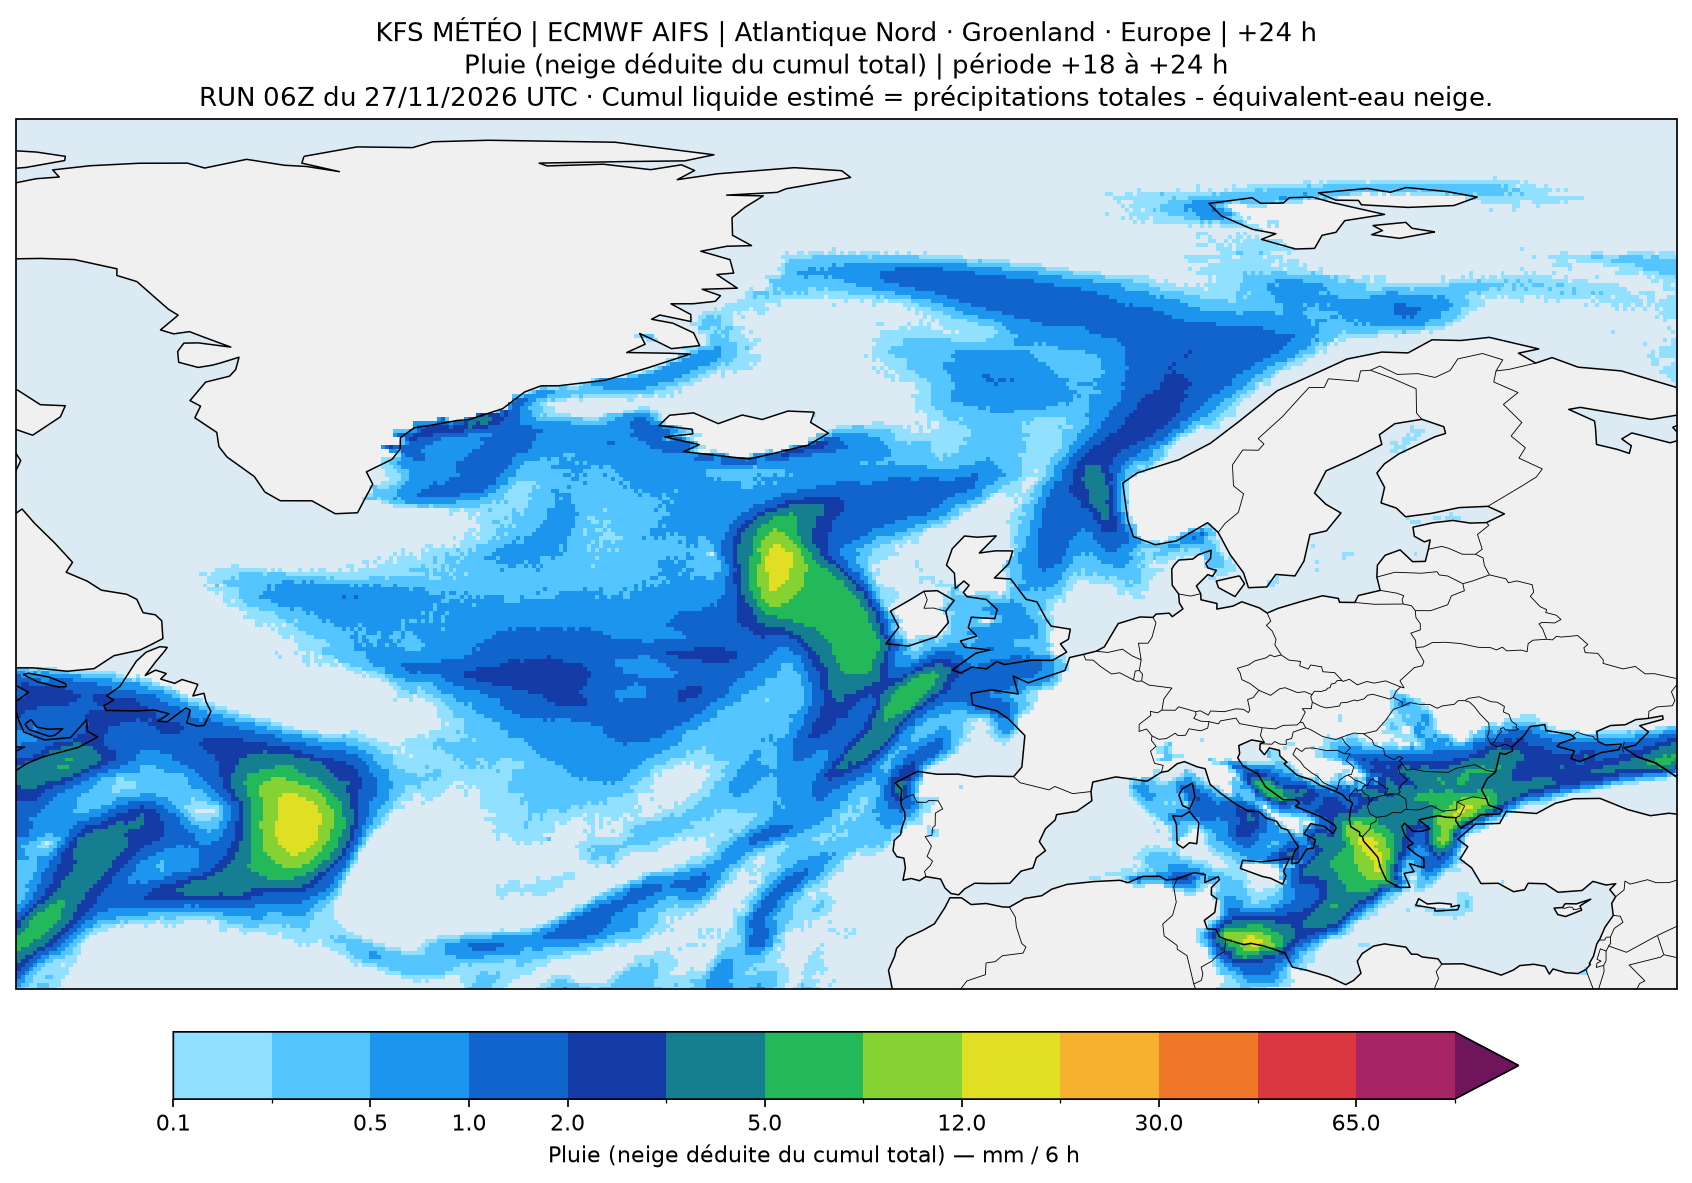 KFS MÉTÉO | ECMWF AIFS | Atlantique Nord · Groenland · Europe | +24 h
Pluie (neige déduite du cumul total) | période +18 à +24 h
RUN 06Z du 27/11/2026 UTC · Cumul liquide estimé = précipitations totales - équivalent-eau neige.
0.1 0.5 1.0 2.0 5.0 12.0 30.0 65.0
Pluie (neige déduite du cumul total) — mm / 6 h